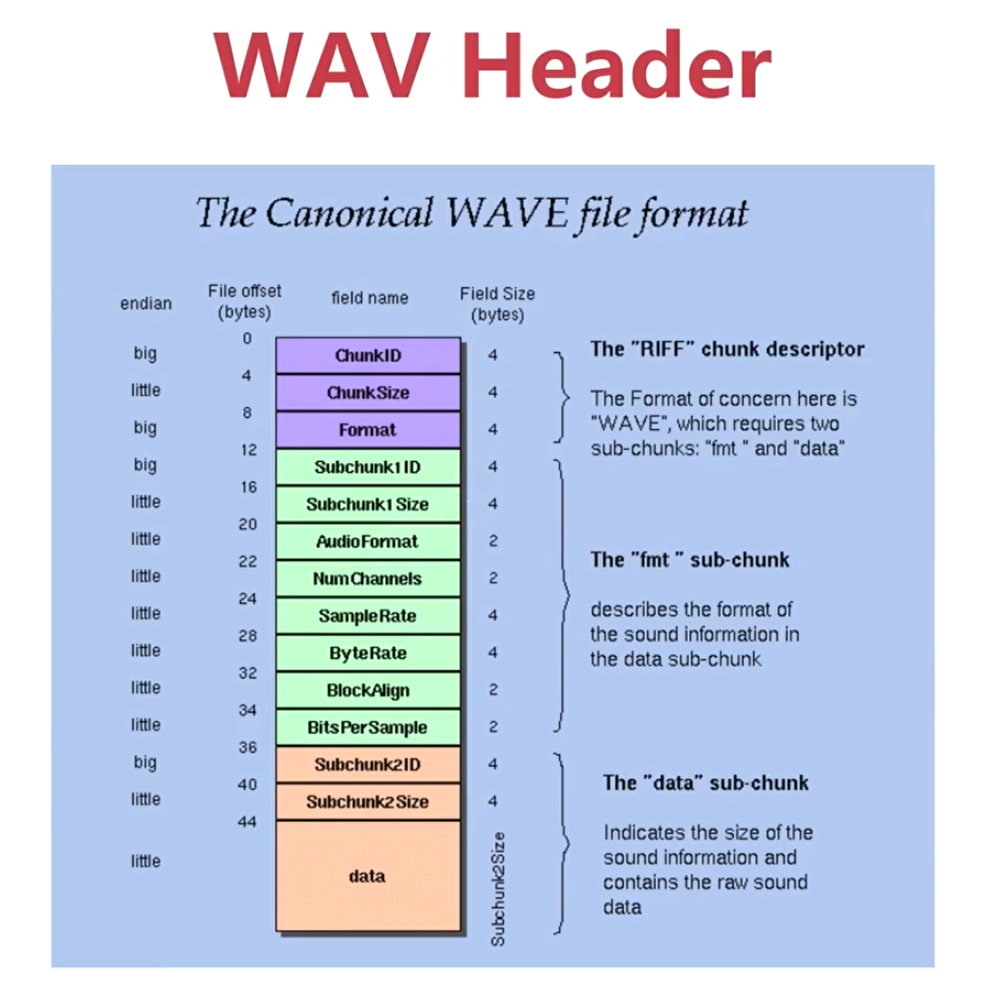 WAV Header
The Canonical WAVE file format
endian
File offset
(bytes)
field name
Field Size
(bytes)
0
big
ChunkID
4
4
little
ChunkSize
4
8
big
Format
4
12
big
Subchunk1ID
4
16
little
Subchunk1Size
4
20
little
AudioFormat
2
22
little
NumChannels
2
24
little
SampleRate
4
28
little
ByteRate
4
32
little
BlockAlign
2
34
little
BitsPerSample
2
36
big
Subchunk2ID
4
40
little
Subchunk2Size
4
44
little
data
Subchunk2Size
The "RIFF" chunk descriptor
The Format of concern here is
"WAVE", which requires two
sub-chunks: "fmt " and "data"
The "fmt " sub-chunk
describes the format of
the sound information in
the data sub-chunk
The "data" sub-chunk
Indicates the size of the
sound information and
contains the raw sound
data